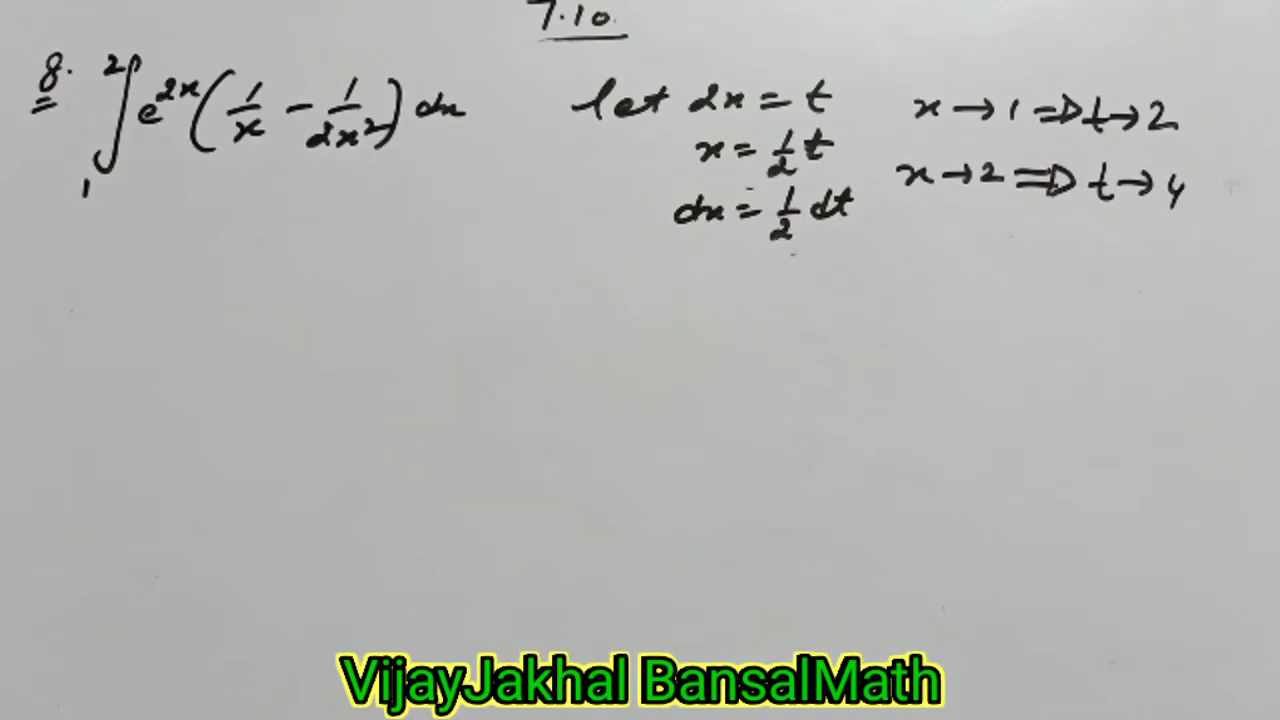 7.10
8. ∫₁² e^{2x} (1/x - 1/2x²) dx
let 2x = t
x = 1/2 t
dx = 1/2 dt
x → 1 ⇒ t → 2
x → 2 ⇒ t → 4
VijayJakhal BansalMath